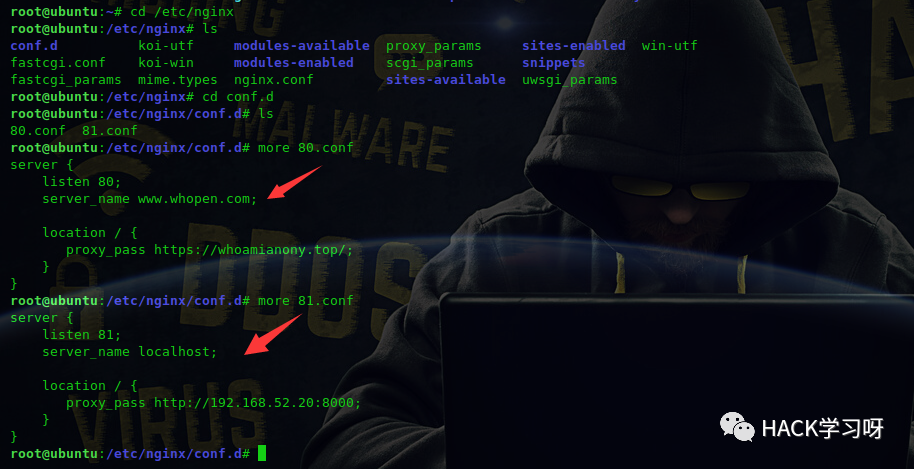 root@ubuntu:~# cd /etc/nginx
root@ubuntu:/etc/nginx# ls
conf.d koi-utf modules-available proxy_params sites-enabled win-utf
fastcgi.conf koi-win modules-enabled scgi_params snippets
fastcgi_params mime.types nginx.conf sites-available uwsgi_params
root@ubuntu:/etc/nginx# cd conf.d
root@ubuntu:/etc/nginx/conf.d# ls
80.conf 81.conf
root@ubuntu:/etc/nginx/conf.d# more 80.conf
server {
listen 80;
server_name www.whopen.com;
location / {
proxy_pass https://whoamianony.top/;
}
}
root@ubuntu:/etc/nginx/conf.d# more 81.conf
server {
listen 81;
server_name localhost;
location / {
proxy_pass http://192.168.52.20:8000;
}
}
root@ubuntu:/etc/nginx/conf.d#
MALWARE
DDOS
VIRUS
HACK学习呀